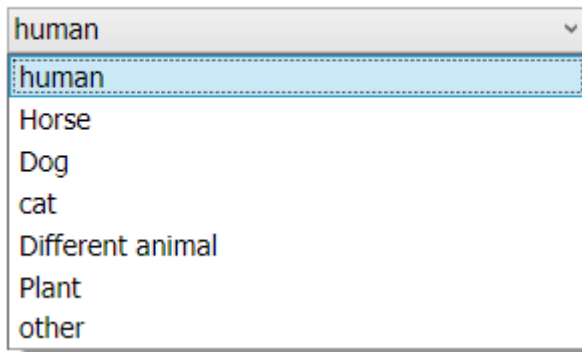 human
human
Horse
Dog
cat
Different animal
Plant
other